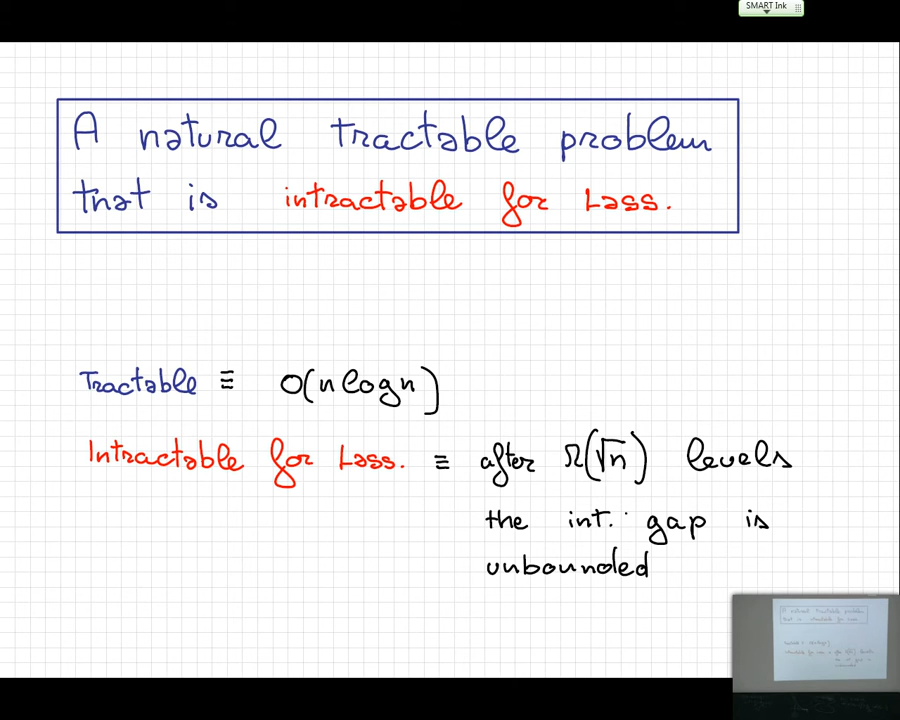 SMART Ink
A natural tractable problem
that is intractable for Lass.
Tractable ≡ O(n logn)
Intractable for Lass. ≡ after Ω(√n) levels
the int. gap is
unbounded